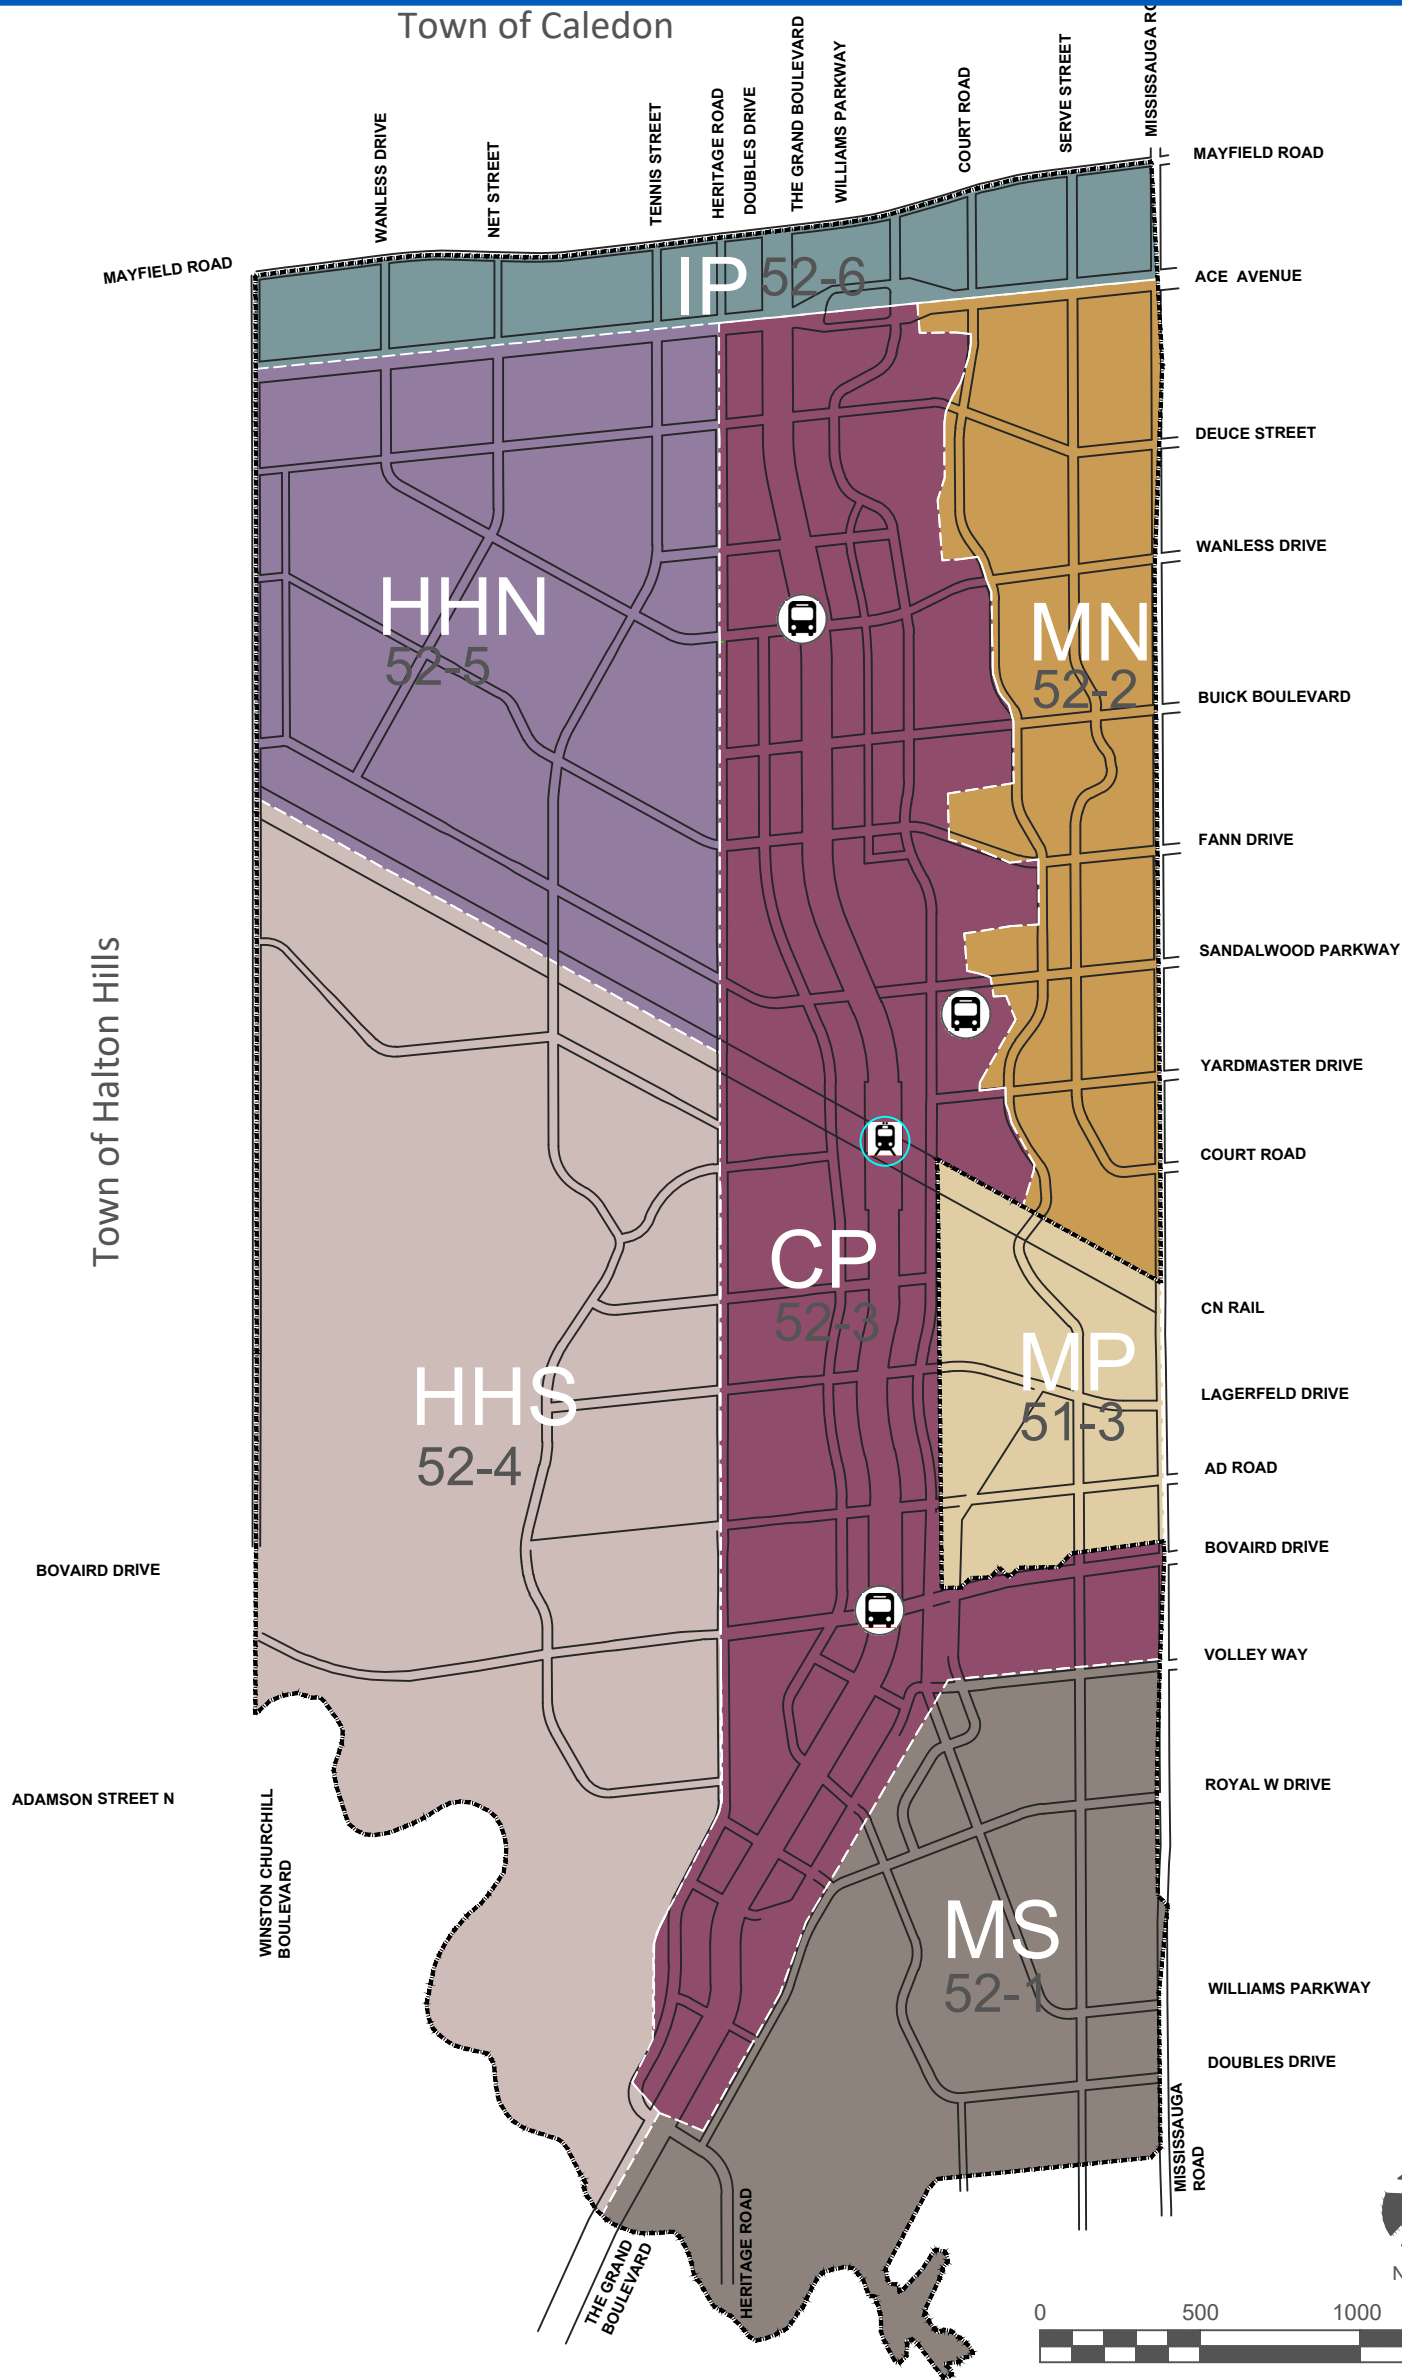 Town of Caledon
WANLESS DRIVE
NET STREET
TENNIS STREET
HERITAGE ROAD
DOUBLES DRIVE
THE GRAND BOULEVARD
WILLIAMS PARKWAY
COURT ROAD
SERVE STREET
MISSISSAUGA
MAYFIELD ROAD
MAYFIELD ROAD
IP 52-6
ACE AVENUE
DEUCE STREET
WANLESS DRIVE
HHN
52-5
MN
52-2
BUICK BOULEVARD
FANN DRIVE
SANDALWOOD PARKWAY
Town of Halton Hills
YARDMASTER DRIVE
COURT ROAD
CP
52-3
CN RAIL
MP
51-3
HHS
52-4
LAGERFELD DRIVE
AD ROAD
BOVAIRD DRIVE
BOVAIRD DRIVE
VOLLEY WAY
ROYAL W DRIVE
ADAMSON STREET N
WINSTON CHURCHILL
BOULEVARD
MS
52-1
WILLIAMS PARKWAY
DOUBLES DRIVE
MISSISSAUGA
ROAD
HERITAGE ROAD
THE GRAND
BOULEVARD
N
0 500 1000